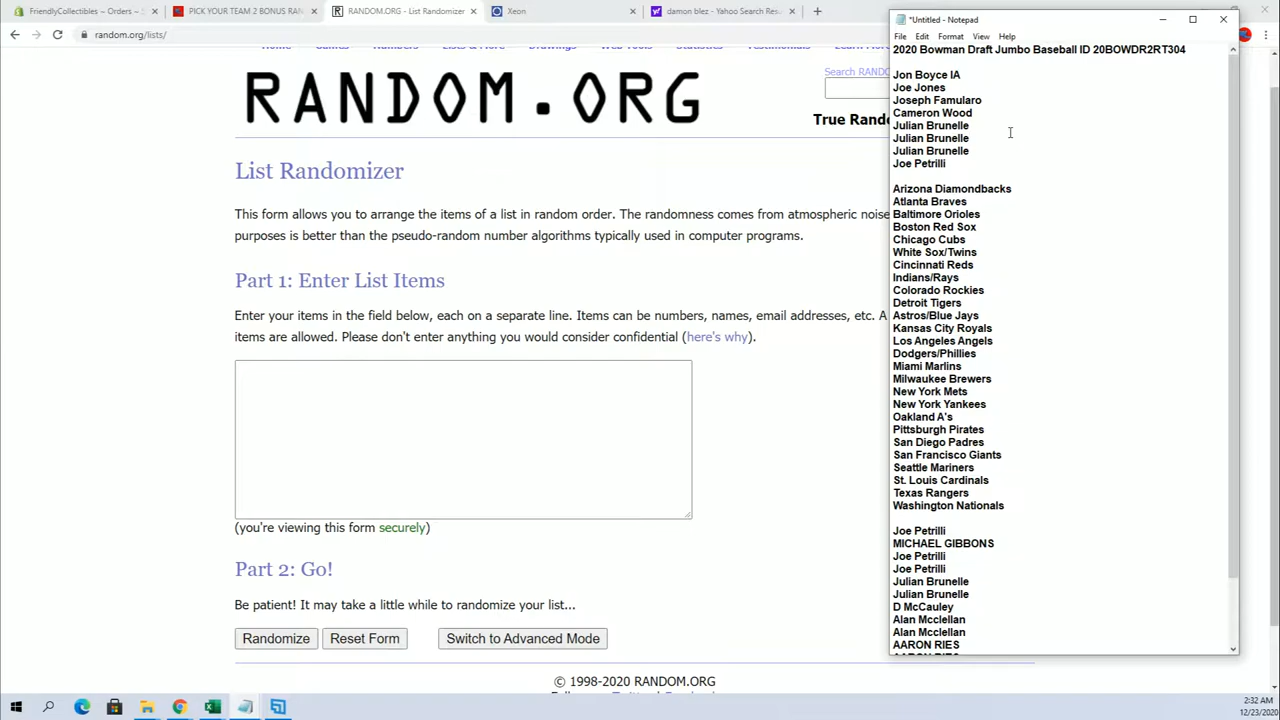 FriendlyCollectibles ~ Orders ~
PICK YOUR TEAM 2 BONUS RAN
RANDOM.ORG - List Randomizer
Xeon
damon blez - Yahoo Search Res
random.org/lists/
Search RANDO
RANDOM.ORG
True Rando
List Randomizer
This form allows you to arrange the items of a list in random order. The randomness comes from atmospheric noise
purposes is better than the pseudo-random number algorithms typically used in computer programs.
Part 1: Enter List Items
Enter your items in the field below, each on a separate line. Items can be numbers, names, email addresses, etc. A
items are allowed. Please don't enter anything you would consider confidential (here's why).
(you're viewing this form securely)
Part 2: Go!
Be patient! It may take a little while to randomize your list...
Randomize
Reset Form
Switch to Advanced Mode
© 1998-2020 RANDOM.ORG
*Untitled - Notepad
File Edit Format View Help
2020 Bowman Draft Jumbo Baseball ID 20BOWDR2RT304
Jon Boyce IA
Joe Jones
Joseph Famularo
Cameron Wood
Julian Brunelle
Julian Brunelle
Julian Brunelle
Joe Petrilli
Arizona Diamondbacks
Atlanta Braves
Baltimore Orioles
Boston Red Sox
Chicago Cubs
White Sox/Twins
Cincinnati Reds
Indians/Rays
Colorado Rockies
Detroit Tigers
Astros/Blue Jays
Kansas City Royals
Los Angeles Angels
Dodgers/Phillies
Miami Marlins
Milwaukee Brewers
New York Mets
New York Yankees
Oakland A's
Pittsburgh Pirates
San Diego Padres
San Francisco Giants
Seattle Mariners
St. Louis Cardinals
Texas Rangers
Washington Nationals
Joe Petrilli
MICHAEL GIBBONS
Joe Petrilli
Joe Petrilli
Julian Brunelle
Julian Brunelle
D McCauley
Alan Mcclellan
Alan Mcclellan
AARON RIES
2:32 AM
12/23/2020